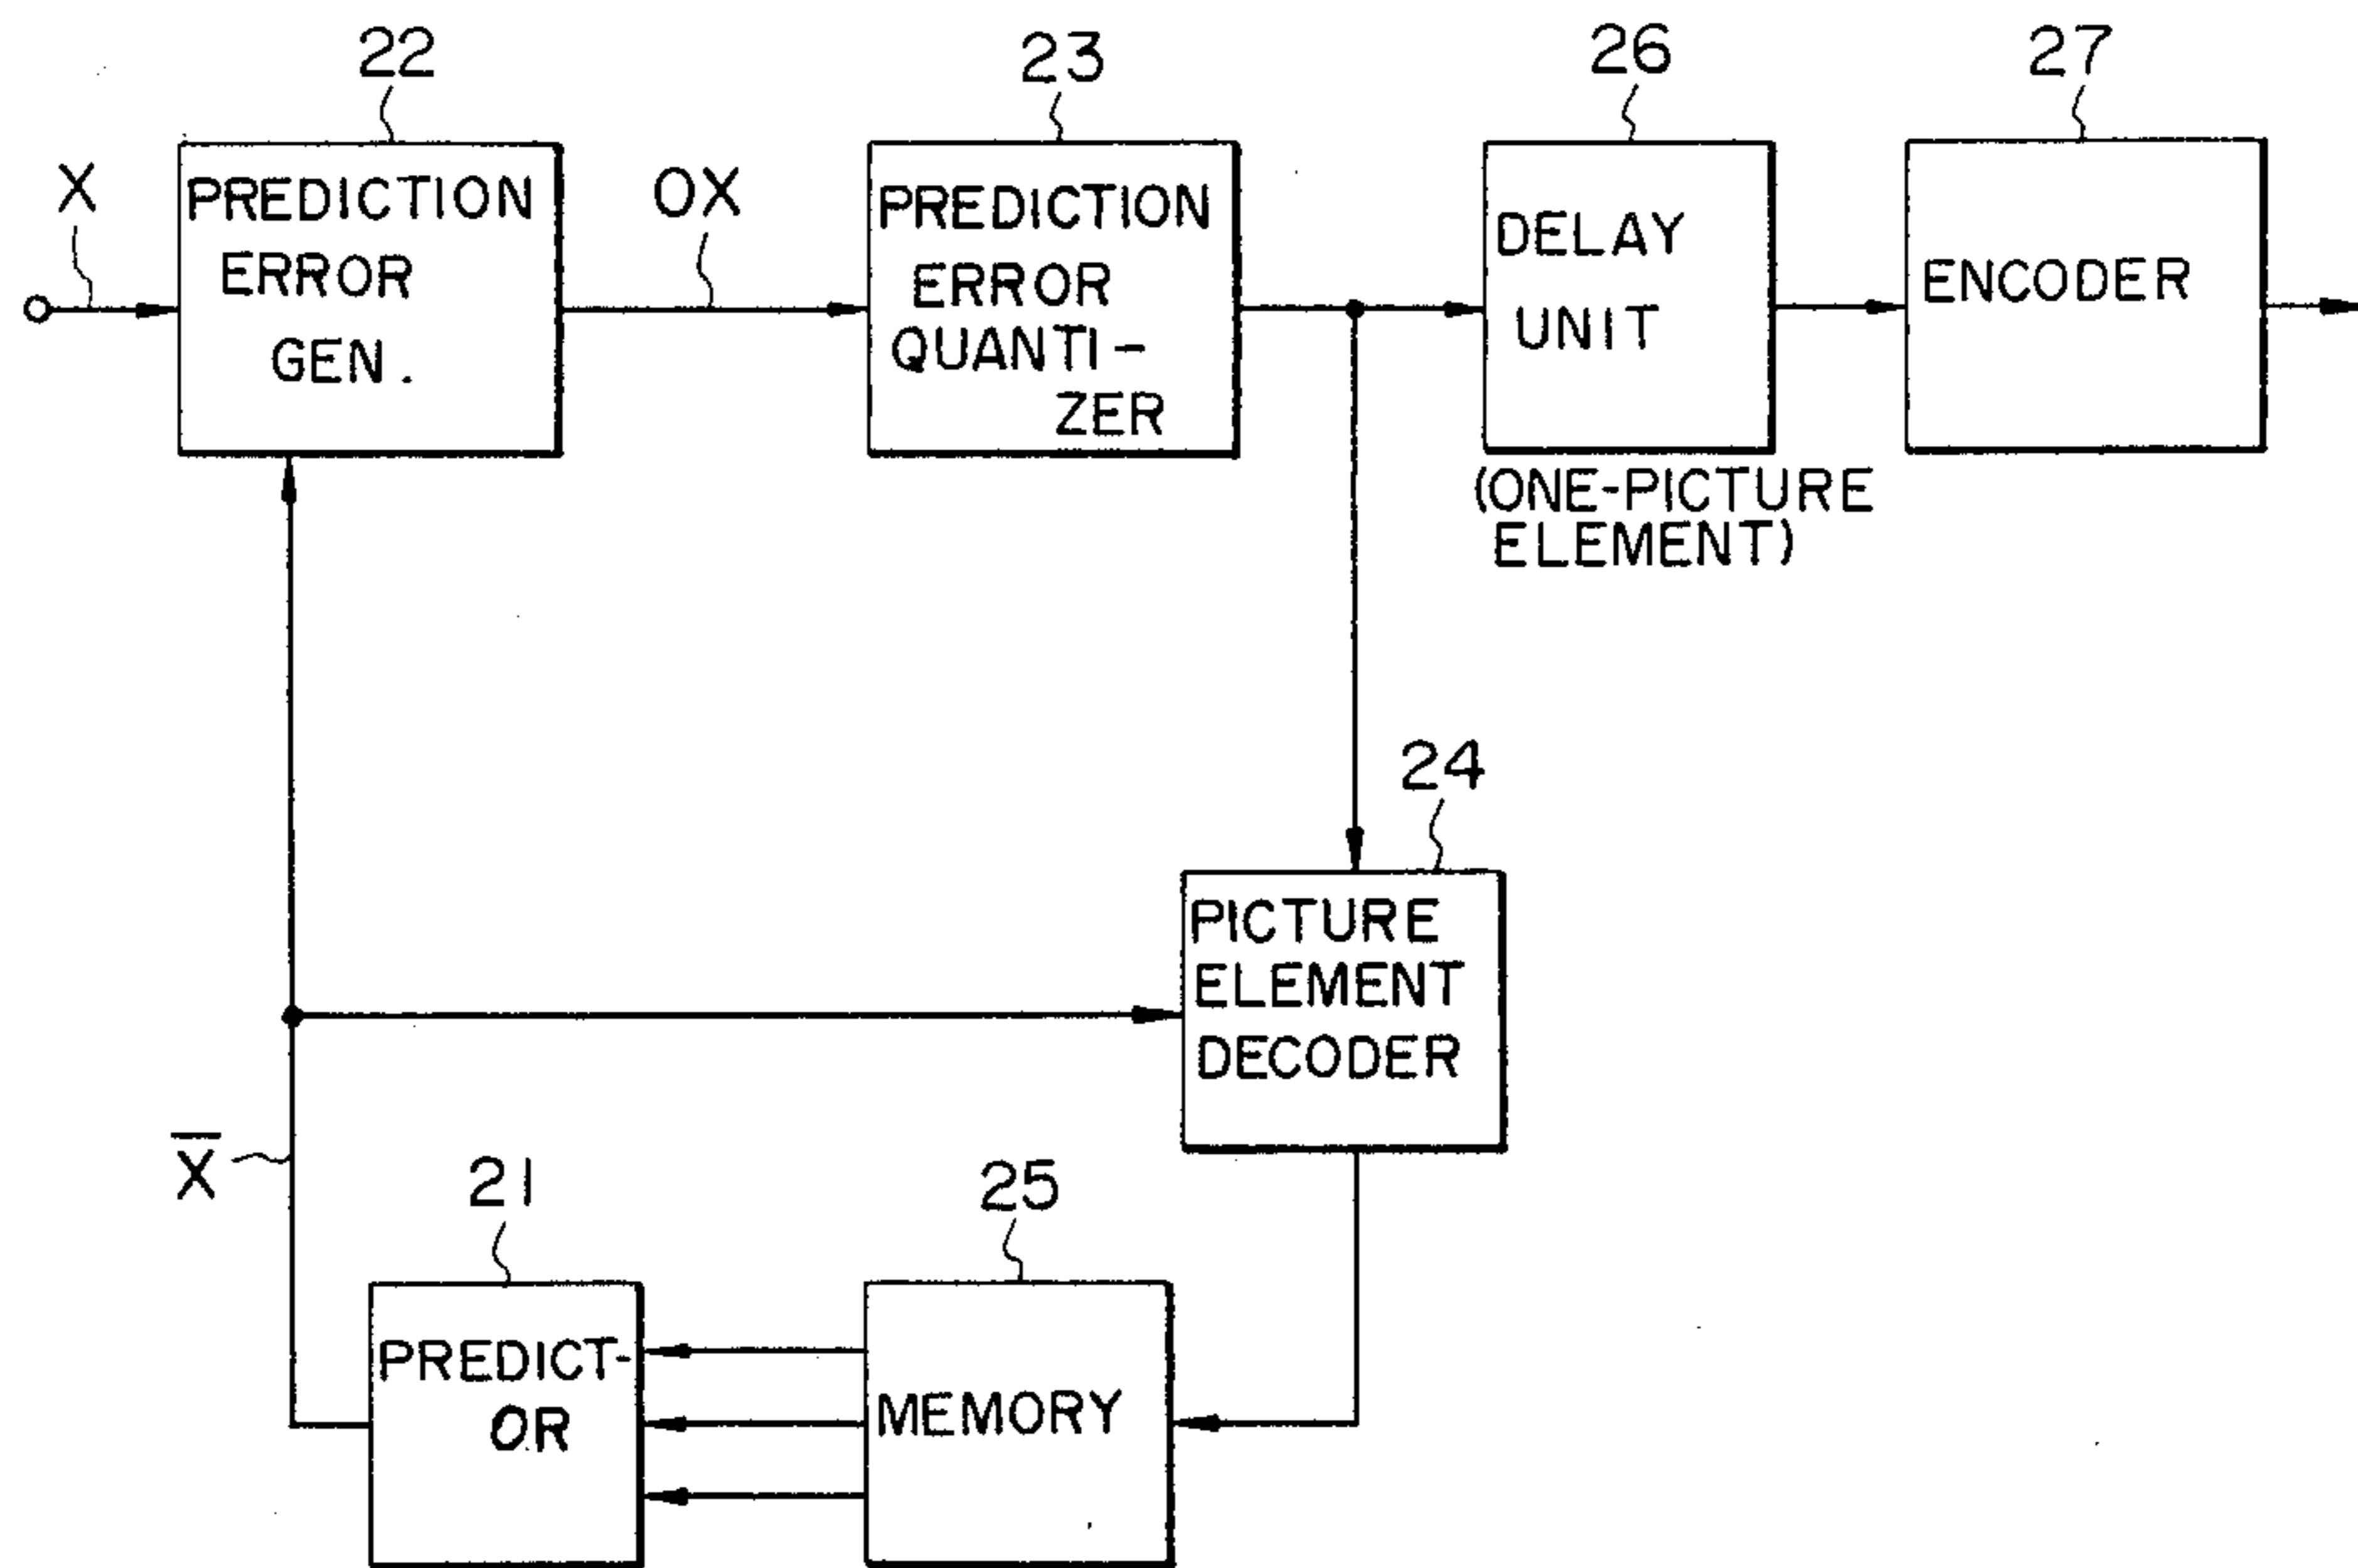 22
23
26
27
X
OX
PREDICTION
ERROR
GEN.
PREDICTION
ERROR
QUANTI-
ZER
DELAY
UNIT
(ONE-PICTURE
ELEMENT)
ENCODER
24
PICTURE
ELEMENT
DECODER
X̅
21
25
PREDICT-
OR
MEMORY